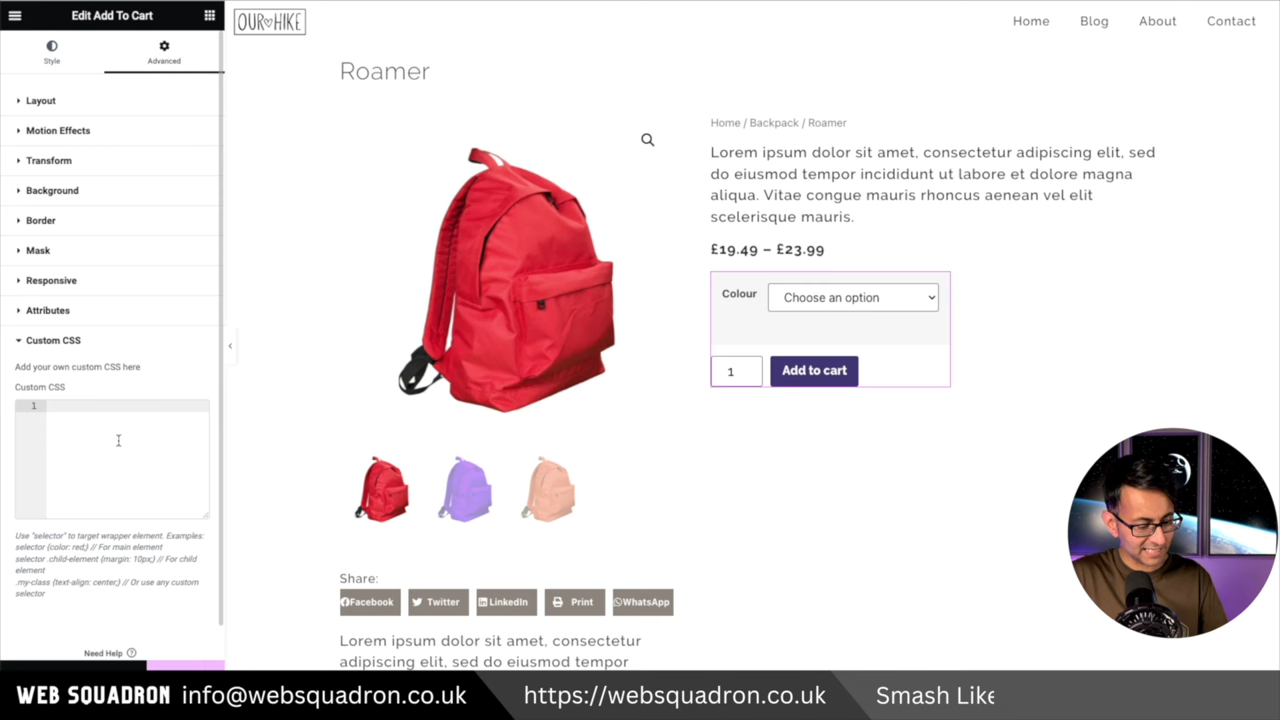 Edit Add To Cart
Style
Advanced
Layout
Motion Effects
Transform
Background
Border
Mask
Responsive
Attributes
Custom CSS
Add your own custom CSS here
Custom CSS
1
Use "selector" to target wrapper element. Examples:
selector {color: red;} // For main element
selector .child-element {margin: 10px;} // For child
element
.my-class {text-align: center;} // Or use any custom
selector
Need Help ?
OUR HIKE
Home
Blog
About
Contact
Roamer
Home / Backpack / Roamer
Lorem ipsum dolor sit amet, consectetur adipiscing elit, sed
do eiusmod tempor incididunt ut labore et dolore magna
aliqua. Vitae congue mauris rhoncus aenean vel elit
scelerisque mauris.
£19.49 – £23.99
Colour
Choose an option
1
Add to cart
Share:
Facebook
Twitter
LinkedIn
Print
WhatsApp
Lorem ipsum dolor sit amet, consectetur
adipiscing elit, sed do eiusmod tempor
WEB SQUADRON info@websquadron.co.uk
https://websquadron.co.uk
Smash Like